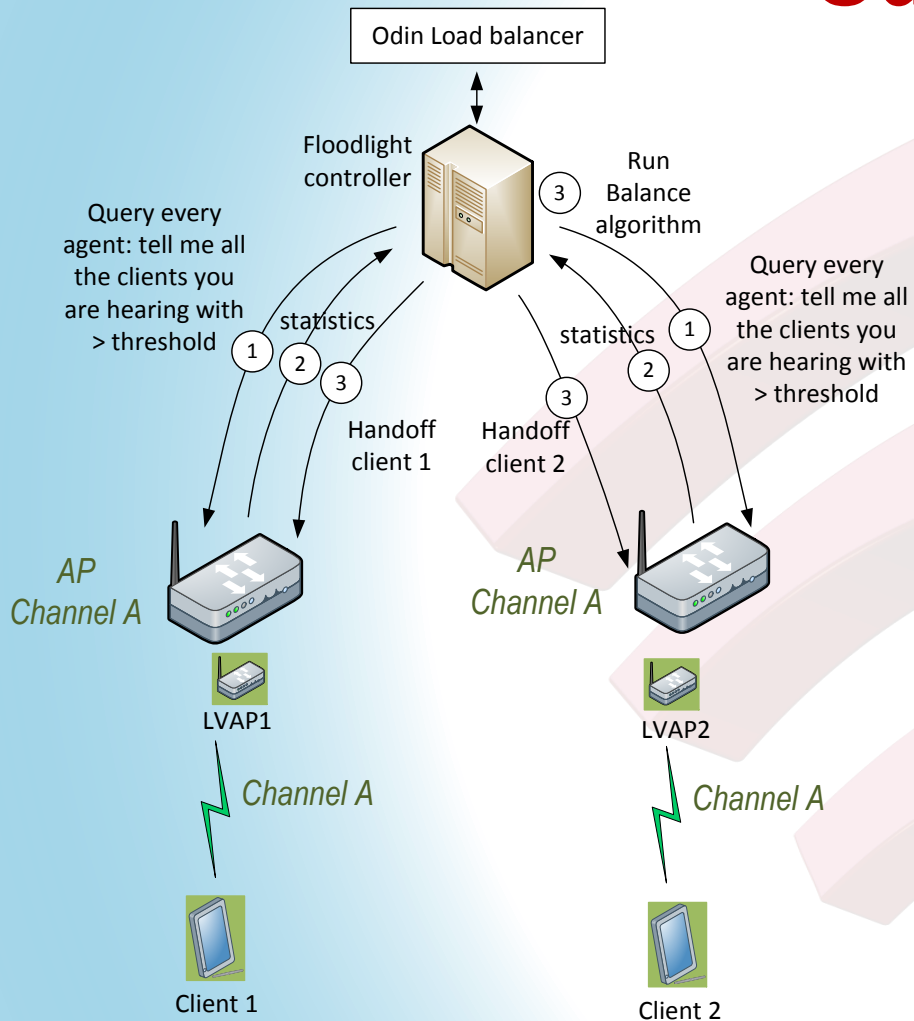 Odin Load balancer
Floodlight
controller
3
Run
Balance
algorithm
Query every
agent: tell me all
the clients you
are hearing with
> threshold
Query every
agent: tell me all
the clients you
are hearing with
> threshold
statistics
statistics
1
2
3
1
2
3
Handoff
client 1
Handoff
client 2
AP
Channel A
AP
Channel A
LVAP1
LVAP2
Channel A
Channel A
Client 1
Client 2